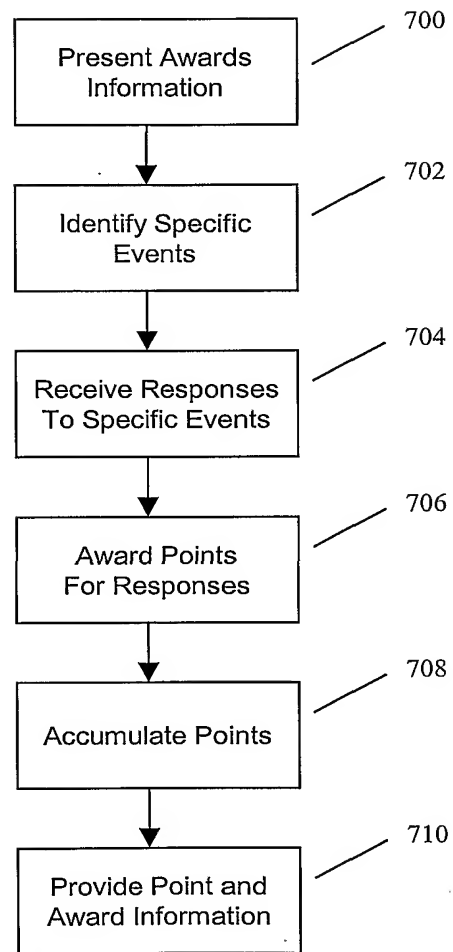 700
Present Awards
Information
702
Identify Specific
Events
704
Receive Responses
To Specific Events
706
Award Points
For Responses
708
Accumulate Points
710
Provide Point and
Award Information